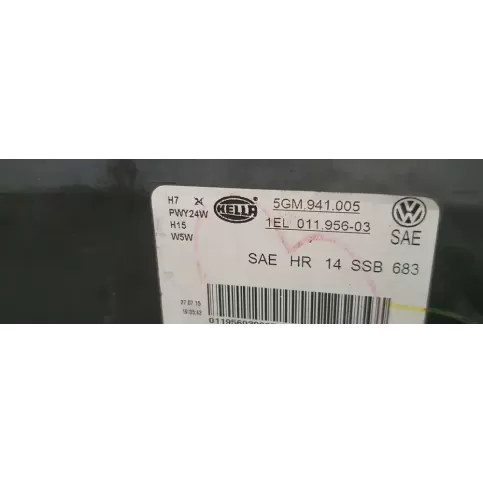 H7
PWY24W
H15
W5W
HELLA
5GM.941.005
1EL 011.956-03
SAE
SAE HR 14 SSB 683